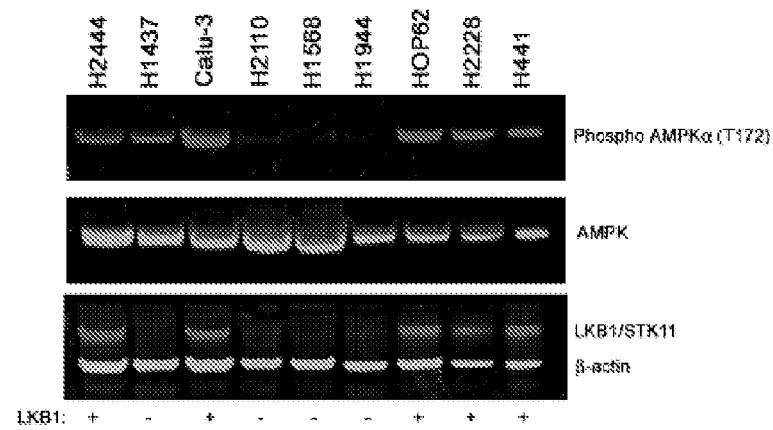 H2444 H1437 Calu-3 H2110 H1568 H1944 HOP62 H2228 H441
Phospho AMPKα (T172)
AMPK
LKB1/STK11
β-actin
LKB1: + - + - - - + + +